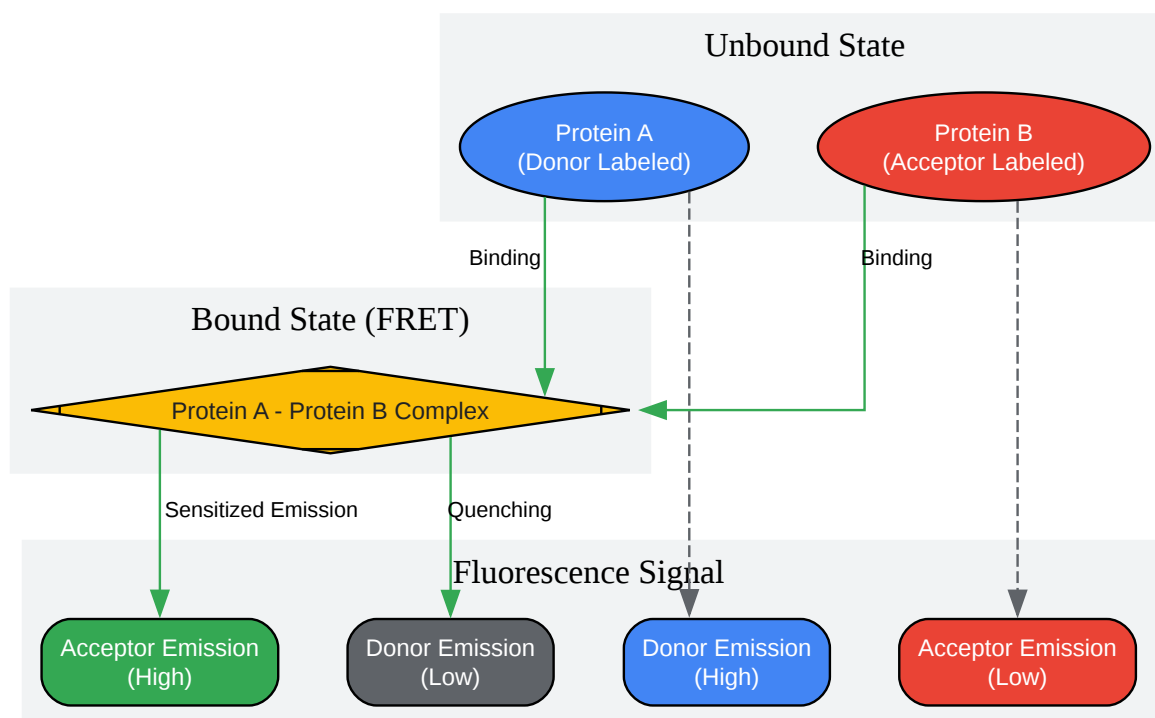 Unbound State
Protein A
(Donor Labeled)
Protein B
(Acceptor Labeled)
Binding
Binding
Bound State (FRET)
Protein A - Protein B Complex
Sensitized Emission
Quenching
Fluorescence Signal
Acceptor Emission
(High)
Donor Emission
(Low)
Donor Emission
(High)
Acceptor Emission
(Low)